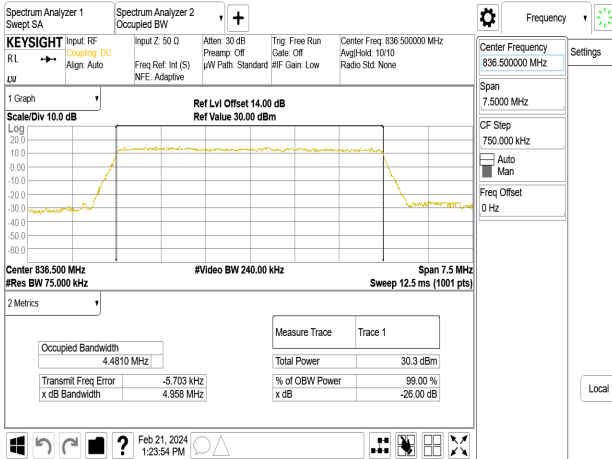 Spectrum Analyzer 1
Swept SA
Spectrum Analyzer 2
Occupied BW
+
Frequency
KEYSIGHT
RL
LXI
Input: RF
Coupling: DC
Align: Auto
Input Z: 50 Ω
Freq Ref: Int (S)
NFE: Adaptive
Atten: 30 dB
Preamp: Off
µW Path: Standard
Trig: Free Run
Gate: Off
#IF Gain: Low
Center Freq: 836.500000 MHz
Avg|Hold: 10/10
Radio Std: None
Center Frequency
836.500000 MHz
Settings
Span
7.5000 MHz
CF Step
750.000 kHz
Auto
Man
Freq Offset
0 Hz
Local
1 Graph
Scale/Div 10.0 dB
Ref Lvl Offset 14.00 dB
Ref Value 30.00 dBm
Log
20.0
10.0
0.00
-10.0
-20.0
-30.0
-40.0
-50.0
-60.0
Center 836.500 MHz
#Res BW 75.000 kHz
#Video BW 240.00 kHz
Span 7.5 MHz
Sweep 12.5 ms (1001 pts)
2 Metrics
Occupied Bandwidth
4.4810 MHz
Transmit Freq Error -5.703 kHz
x dB Bandwidth 4.958 MHz
Measure Trace Trace 1
Total Power 30.3 dBm
% of OBW Power 99.00 %
x dB -26.00 dB
?
Feb 21, 2024
1:23:54 PM